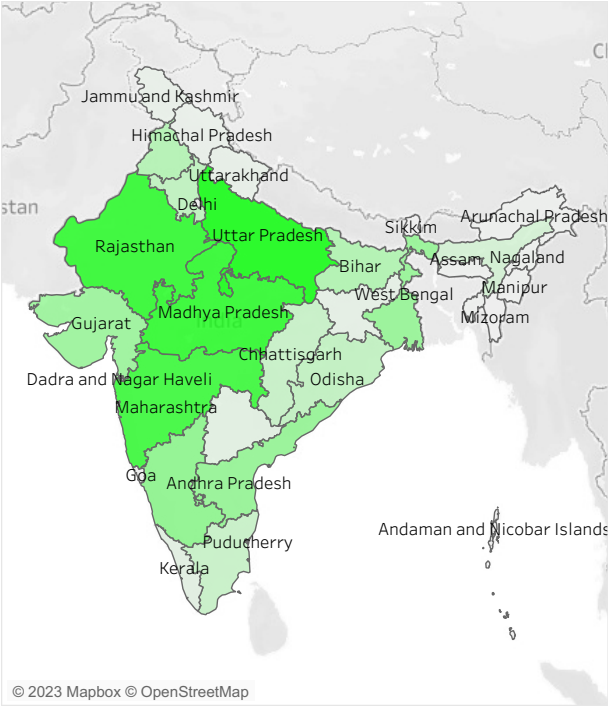 Cl
Jammu and Kashmir
Himachal Pradesh
Uttarakhand
stan
Delhi
Sikkim
Arunachal Pradesh
Uttar Pradesh
Rajasthan
Assam
Nagaland
Bihar
Manipur
West Bengal
Madhya Pradesh
India
Mizoram
Gujarat
Chhattisgarh
Dadra and Nagar Haveli
Odisha
Maharashtra
Goa
Andhra Pradesh
Andaman and Nicobar Islands
Puducherry
Kerala
© 2023 Mapbox © OpenStreetMap